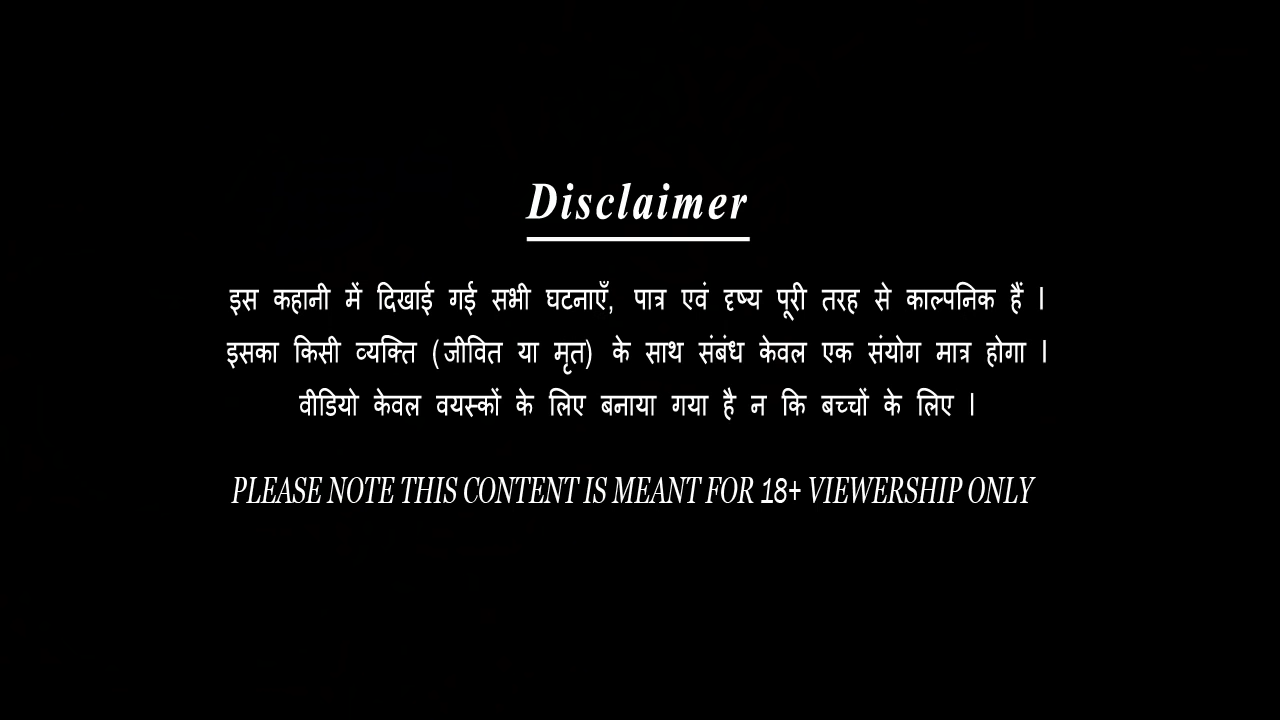 Disclaimer
इस कहानी में दिखाई गई सभी घटनाएँ, पात्र एवं दृष्य पूरी तरह से काल्पनिक हैं ।
इसका किसी व्यक्ति (जीवित या मृत) के साथ संबंध केवल एक संयोग मात्र होगा ।
वीडियो केवल वयस्कों के लिए बनाया गया है न कि बच्चों के लिए ।
PLEASE NOTE THIS CONTENT IS MEANT FOR 18+ VIEWERSHIP ONLY